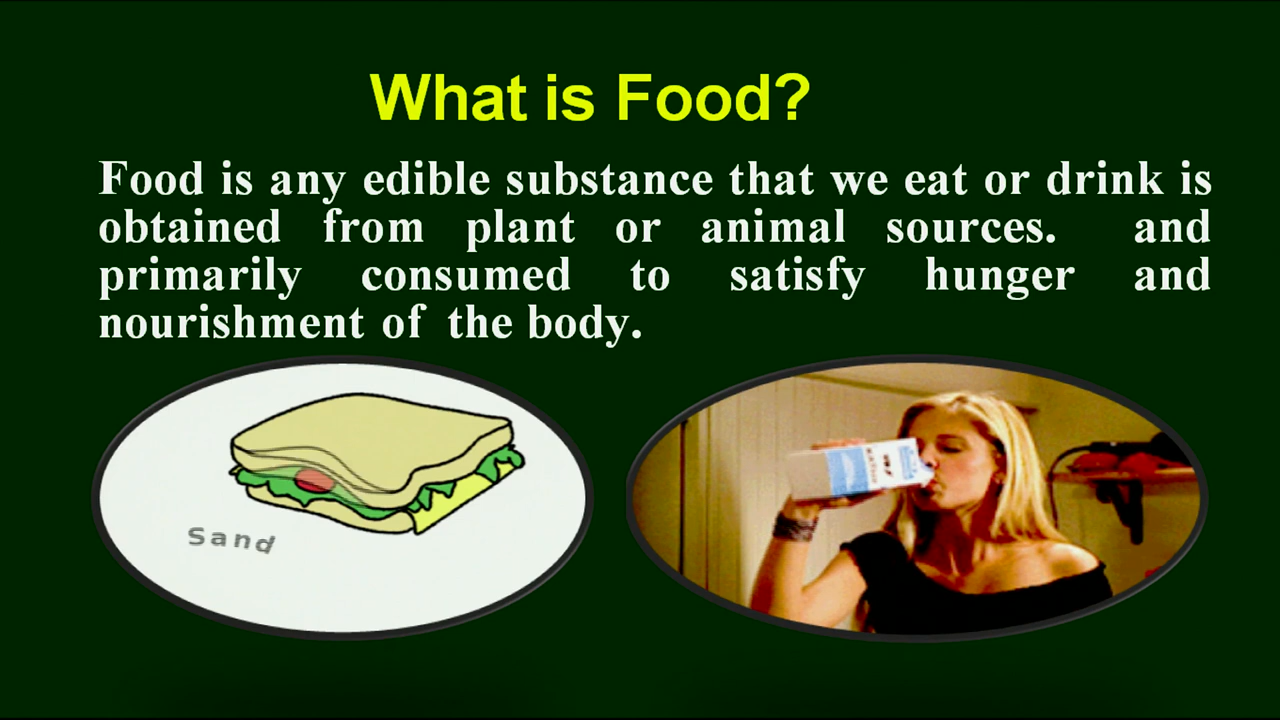 What is Food?
Food is any edible substance that we eat or drink is
obtained from plant or animal sources. and
primarily consumed to satisfy hunger and
nourishment of the body.
Sand